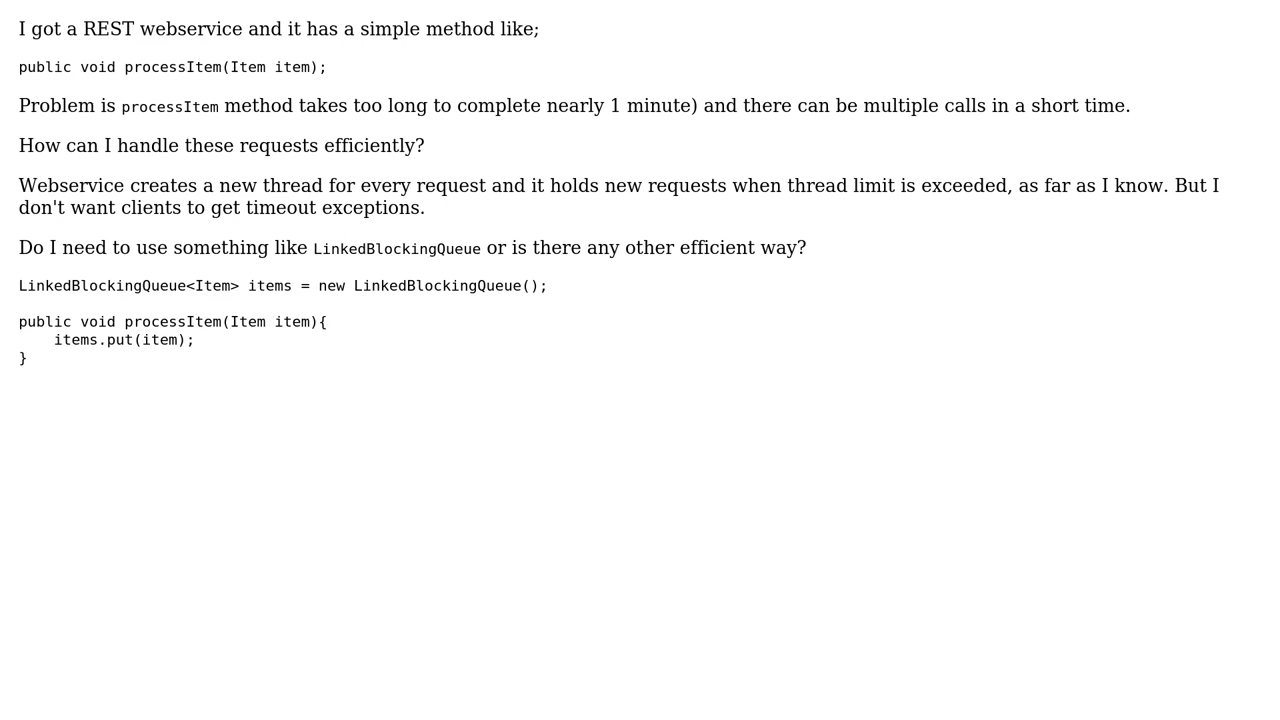 I got a REST webservice and it has a simple method like;
public void processItem(Item item);
Problem is processItem method takes too long to complete nearly 1 minute) and there can be multiple calls in a short time.
How can I handle these requests efficiently?
Webservice creates a new thread for every request and it holds new requests when thread limit is exceeded, as far as I know. But I
don't want clients to get timeout exceptions.
Do I need to use something like LinkedBlockingQueue or is there any other efficient way?
LinkedBlockingQueue<Item> items = new LinkedBlockingQueue();
public void processItem(Item item){
    items.put(item);
}